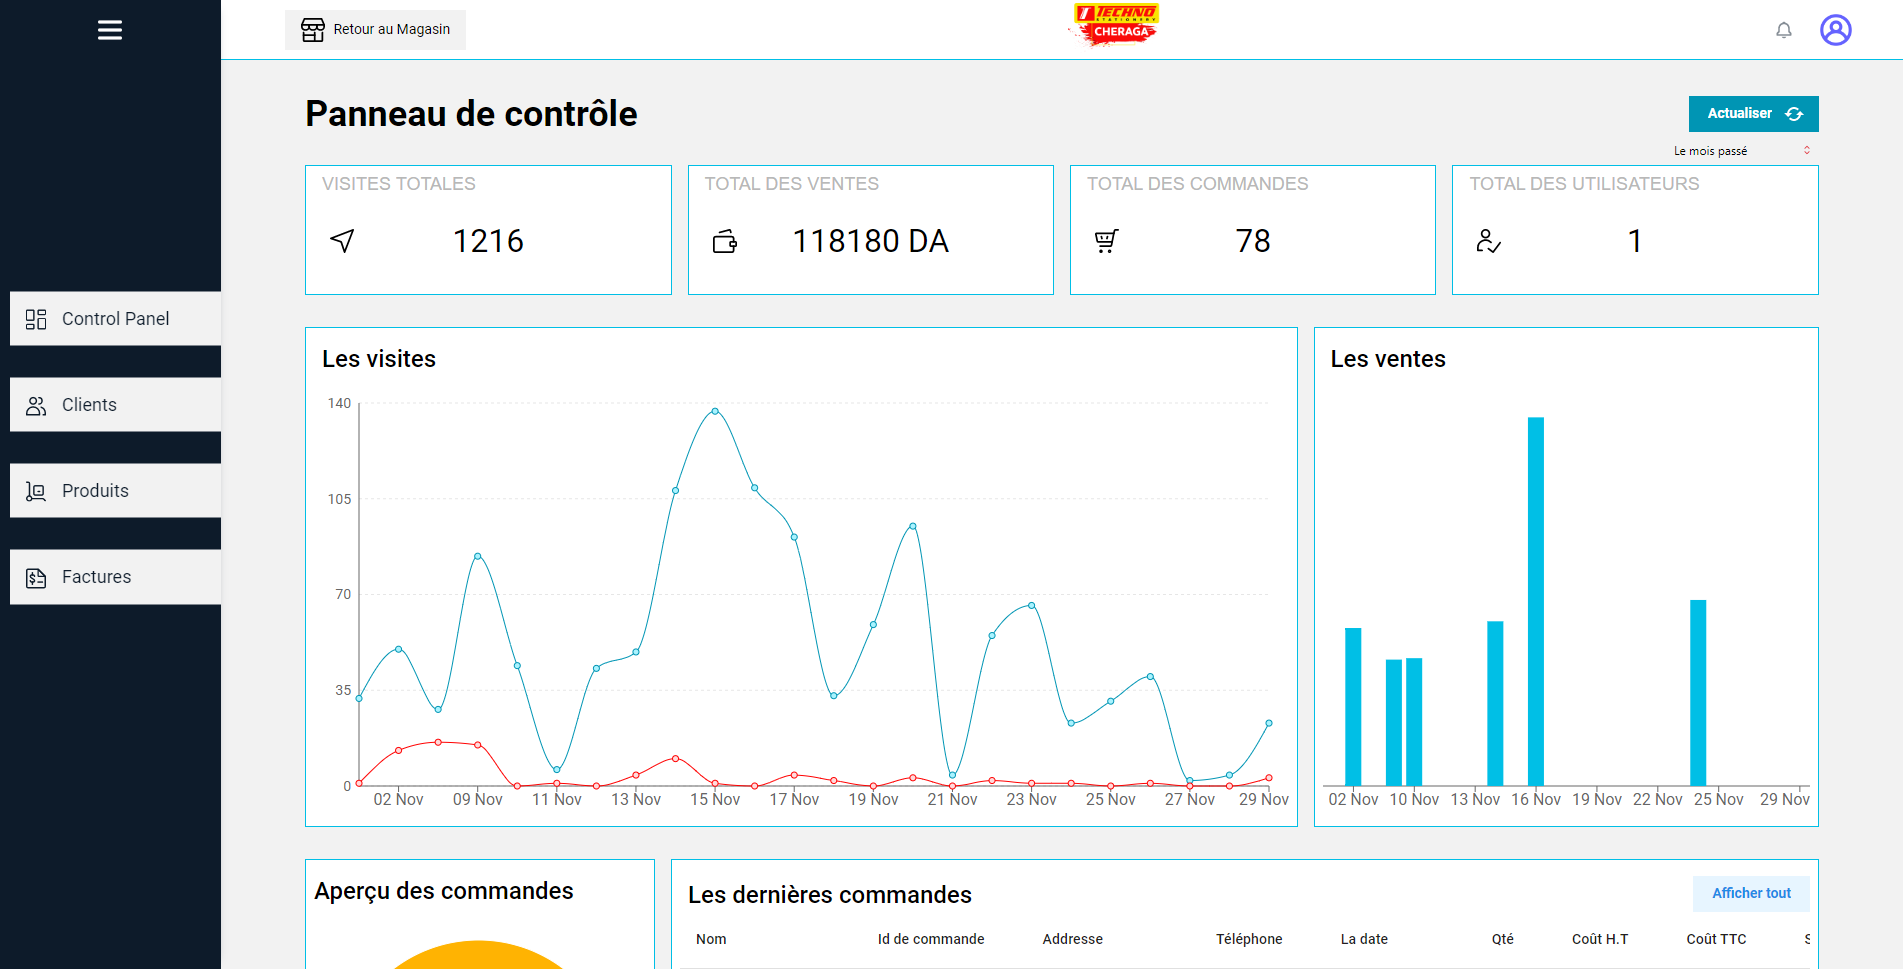 Retour au Magasin
TECHNO
STATIONERY
CHERAGA
Control Panel
Clients
Produits
Factures
Panneau de contrôle
Actualiser
Le mois passé
VISITES TOTALES
1216
TOTAL DES VENTES
118180 DA
TOTAL DES COMMANDES
78
TOTAL DES UTILISATEURS
1
Les visites
140
105
70
35
0
02 Nov 09 Nov 11 Nov 13 Nov 15 Nov 17 Nov 19 Nov 21 Nov 23 Nov 25 Nov 27 Nov 29 Nov
Les ventes
02 Nov 10 Nov 13 Nov 16 Nov 19 Nov 22 Nov 25 Nov 29 Nov
Aperçu des commandes
Les dernières commandes
Afficher tout
Nom Id de commande Addresse Téléphone La date Qté Coût H.T Coût TTC